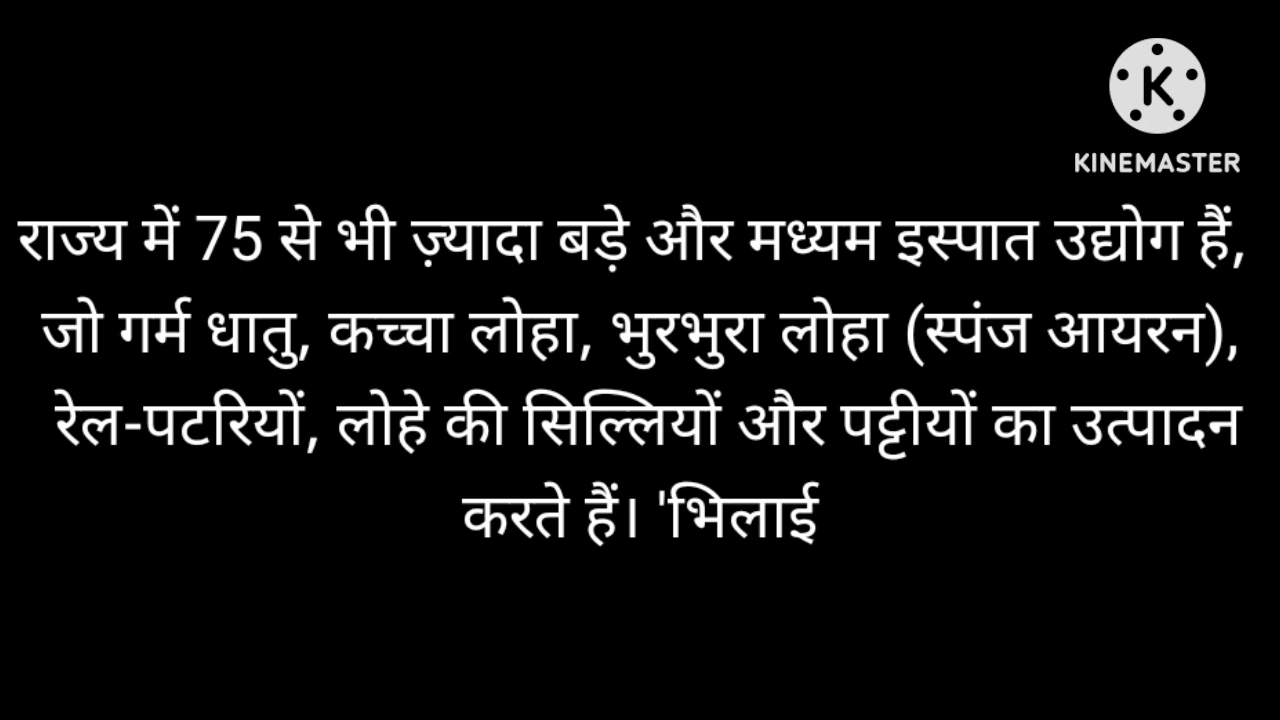 KINEMASTER
राज्य में 75 से भी ज़्यादा बड़े और मध्यम इस्पात उद्योग हैं,
जो गर्म धातु, कच्चा लोहा, भुरभुरा लोहा (स्पंज आयरन),
रेल-पटरियों, लोहे की सिल्लियों और पट्टीयों का उत्पादन
करते हैं। 'भिलाई